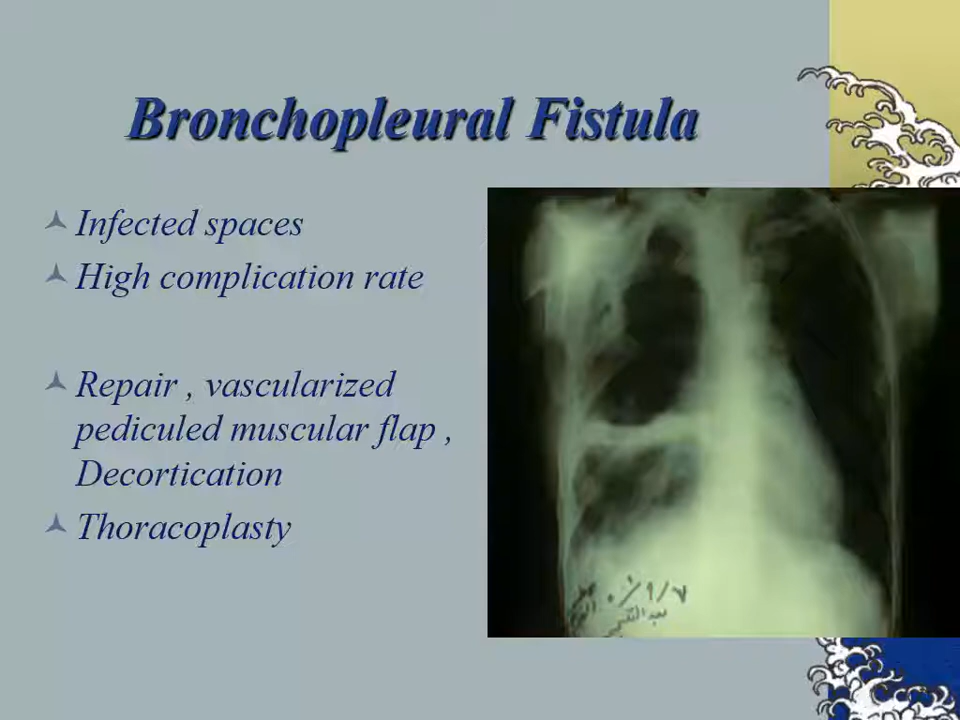 Bronchopleural Fistula
Infected spaces
High complication rate
Repair , vascularized
pediculed muscular flap ,
Decortication
Thoracoplasty